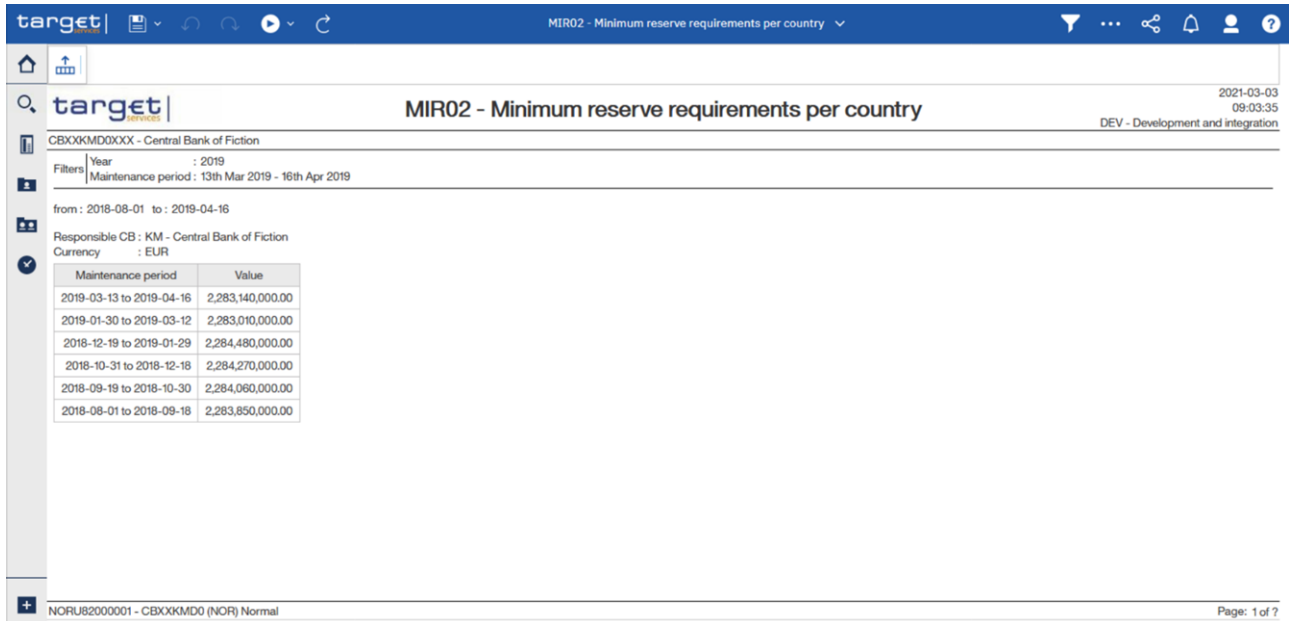 target| services
MIR02 - Minimum reserve requirements per country
target| services
MIR02 - Minimum reserve requirements per country
2021-03-03
09:03:35
DEV - Development and integration
CBXXKMD0XXX - Central Bank of Fiction
Filters
Year : 2019
Maintenance period : 13th Mar 2019 - 16th Apr 2019
from : 2018-08-01 to : 2019-04-16
Responsible CB : KM - Central Bank of Fiction
Currency : EUR
Maintenance period Value
2019-03-13 to 2019-04-16 2,283,140,000.00
2019-01-30 to 2019-03-12 2,283,010,000.00
2018-12-19 to 2019-01-29 2,284,480,000.00
2018-10-31 to 2018-12-18 2,284,270,000.00
2018-09-19 to 2018-10-30 2,284,060,000.00
2018-08-01 to 2018-09-18 2,283,850,000.00
NORU82000001 - CBXXKMD0 (NOR) Normal
Page: 1 of ?